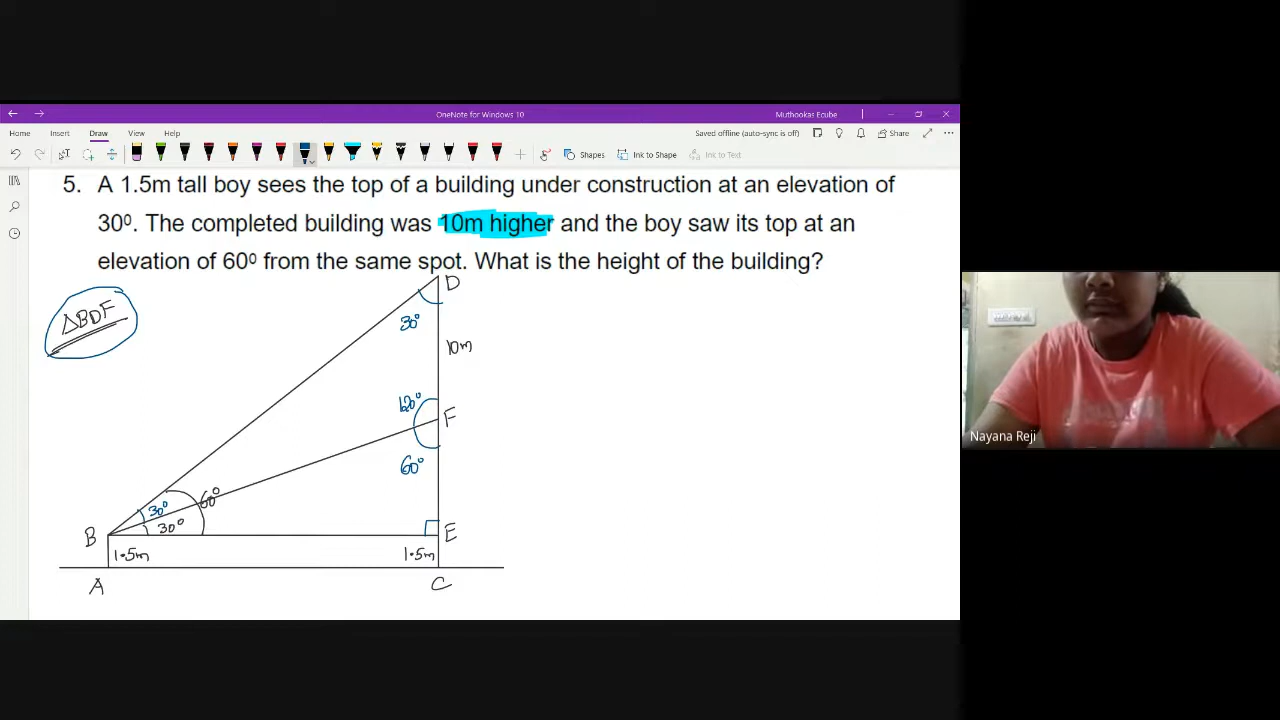 OneNote for Windows 10
Muthookas Ecube
Home Insert Draw View Help
Saved offline (auto-sync is off)
Share
Shapes
Ink to Shape
Ink to Text
5. A 1.5m tall boy sees the top of a building under construction at an elevation of
30⁰. The completed building was 10m higher and the boy saw its top at an
elevation of 60⁰ from the same spot. What is the height of the building?
D
△BDF
30°
10m
120°
F
60°
60°
30°
30°
B
E
1.5m
1.5m
A
C
Nayana Reji